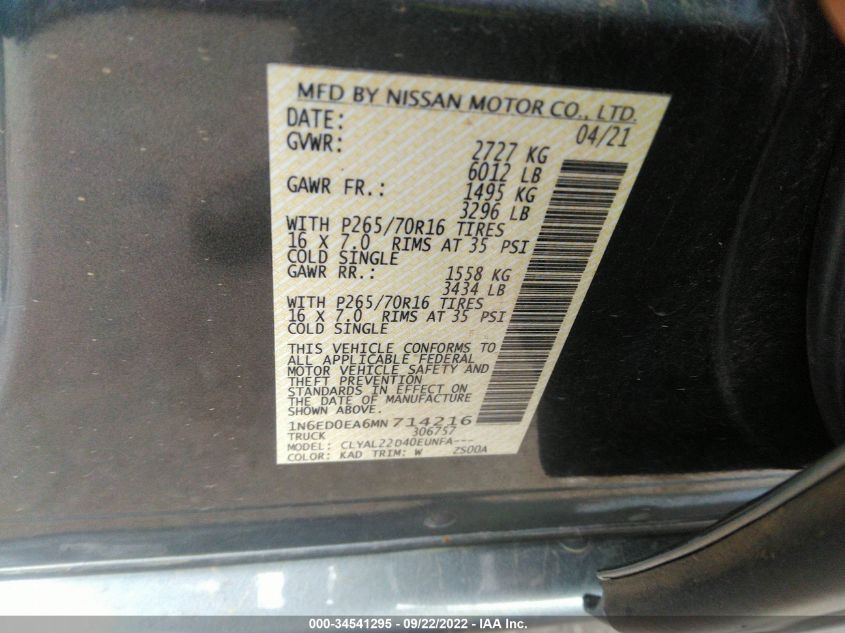 MFD BY NISSAN MOTOR CO., LTD.
DATE: 04/21
GVWR: 2727 KG
6012 LB
GAWR FR.: 1495 KG
3296 LB
WITH P265/70R16 TIRES
16 X 7.0 RIMS AT 35 PSI
COLD SINGLE
GAWR RR.: 1558 KG
3434 LB
WITH P265/70R16 TIRES
16 X 7.0 RIMS AT 35 PSI
COLD SINGLE
THIS VEHICLE CONFORMS TO
ALL APPLICABLE FEDERAL
MOTOR VEHICLE SAFETY AND
THEFT PREVENTION
STANDARDS IN EFFECT ON
THE DATE OF MANUFACTURE
SHOWN ABOVE.
1N6ED0EA6MN714216
TRUCK 306757
MODEL: CLYAL22D40EUNFA---
COLOR: KAD TRIM: W ZS00A
000-34541295 - 09/22/2022 - IAA Inc.